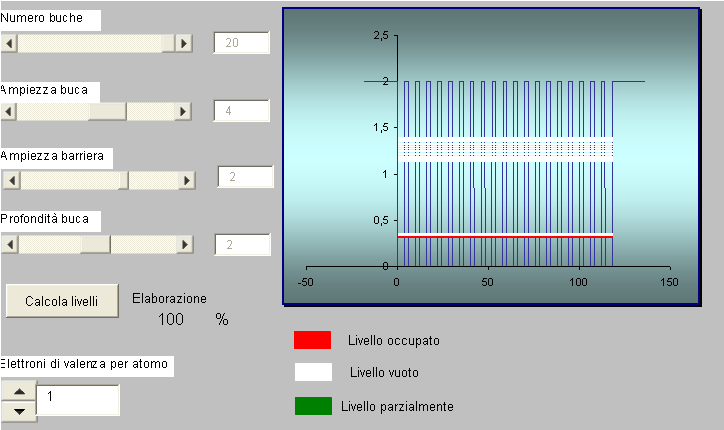 Numero buche
20
Ampiezza buca
4
Ampiezza barriera
2
Profondità buca
2
Calcola livelli
Elaborazione
100 %
Elettroni di valenza per atomo
1
2,5
2
1,5
1
0,5
0
-50 0 50 100 150
Livello occupato
Livello vuoto
Livello parzialmente